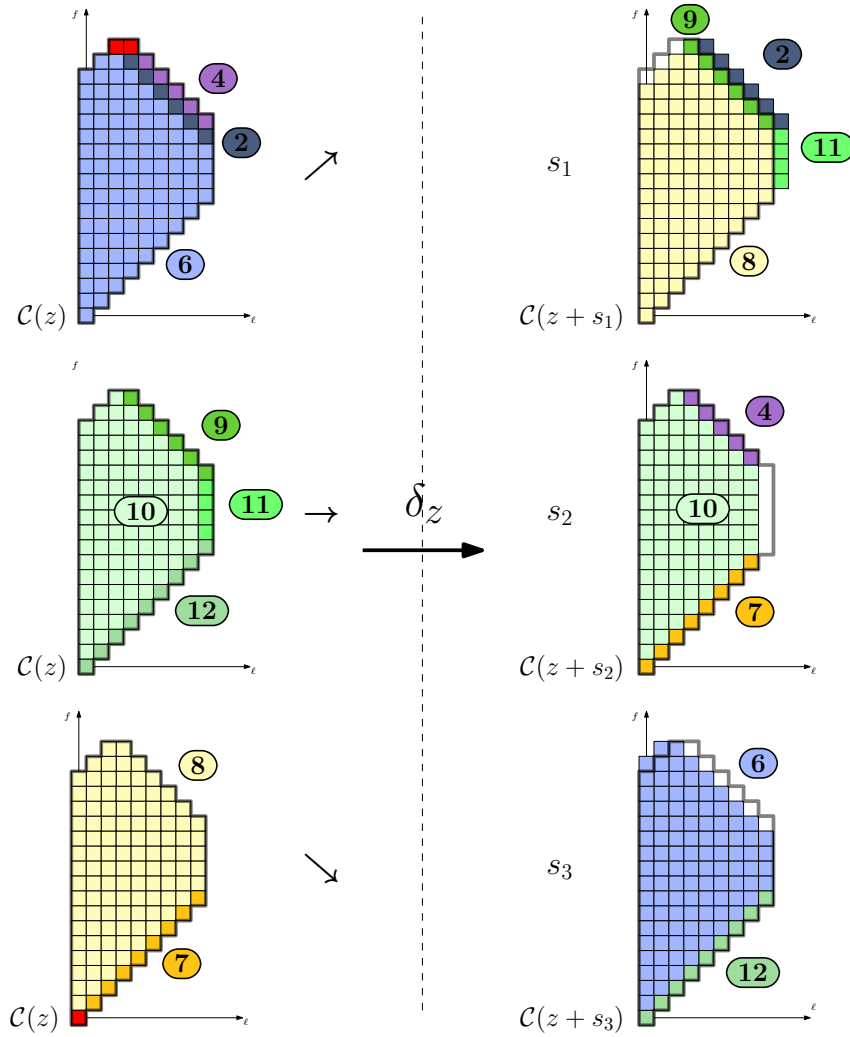 f
9
f
2
4
2
11
↗
s₁
6
8
C(z)
ℓ
C(z + s₁)
ℓ
f
f
4
9
10
11
→
δ_z
s₂
10
12
7
C(z)
ℓ
C(z + s₂)
ℓ
f
f
8
6
↘
s₃
7
12
C(z)
ℓ
C(z + s₃)
ℓ